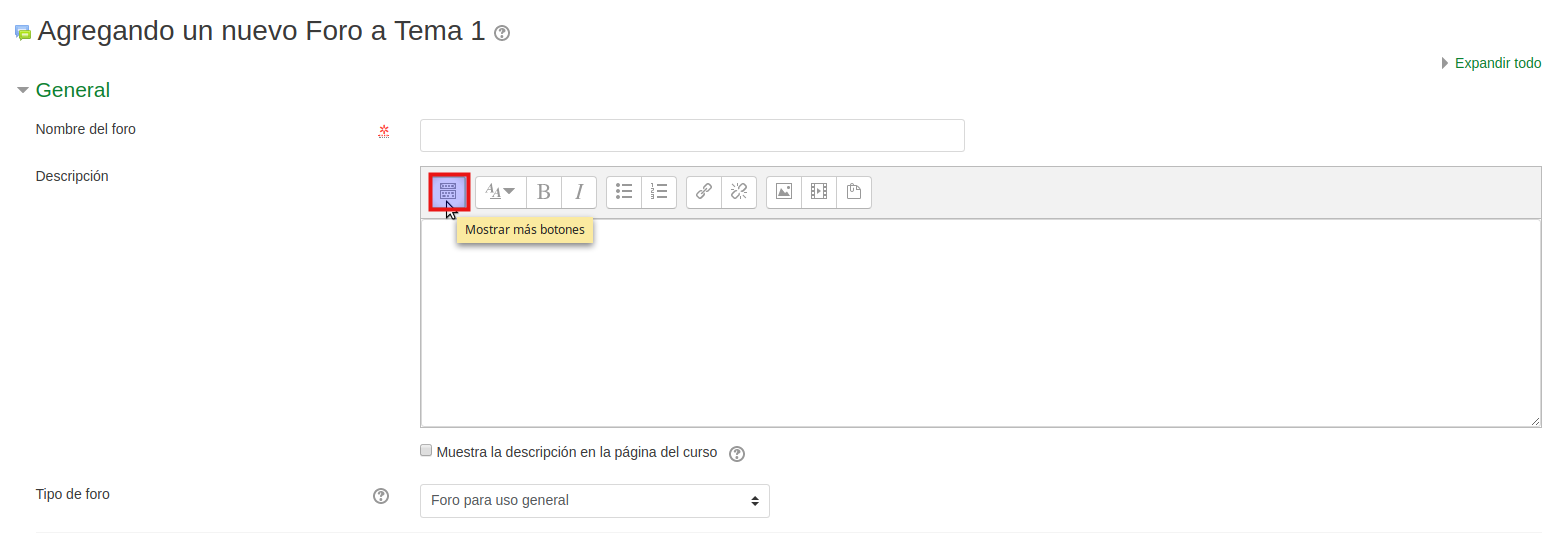 Agregando un nuevo Foro a Tema 1
Expandir todo
General
Nombre del foro
Descripción
Mostrar más botones
Muestra la descripción en la página del curso
Tipo de foro
Foro para uso general